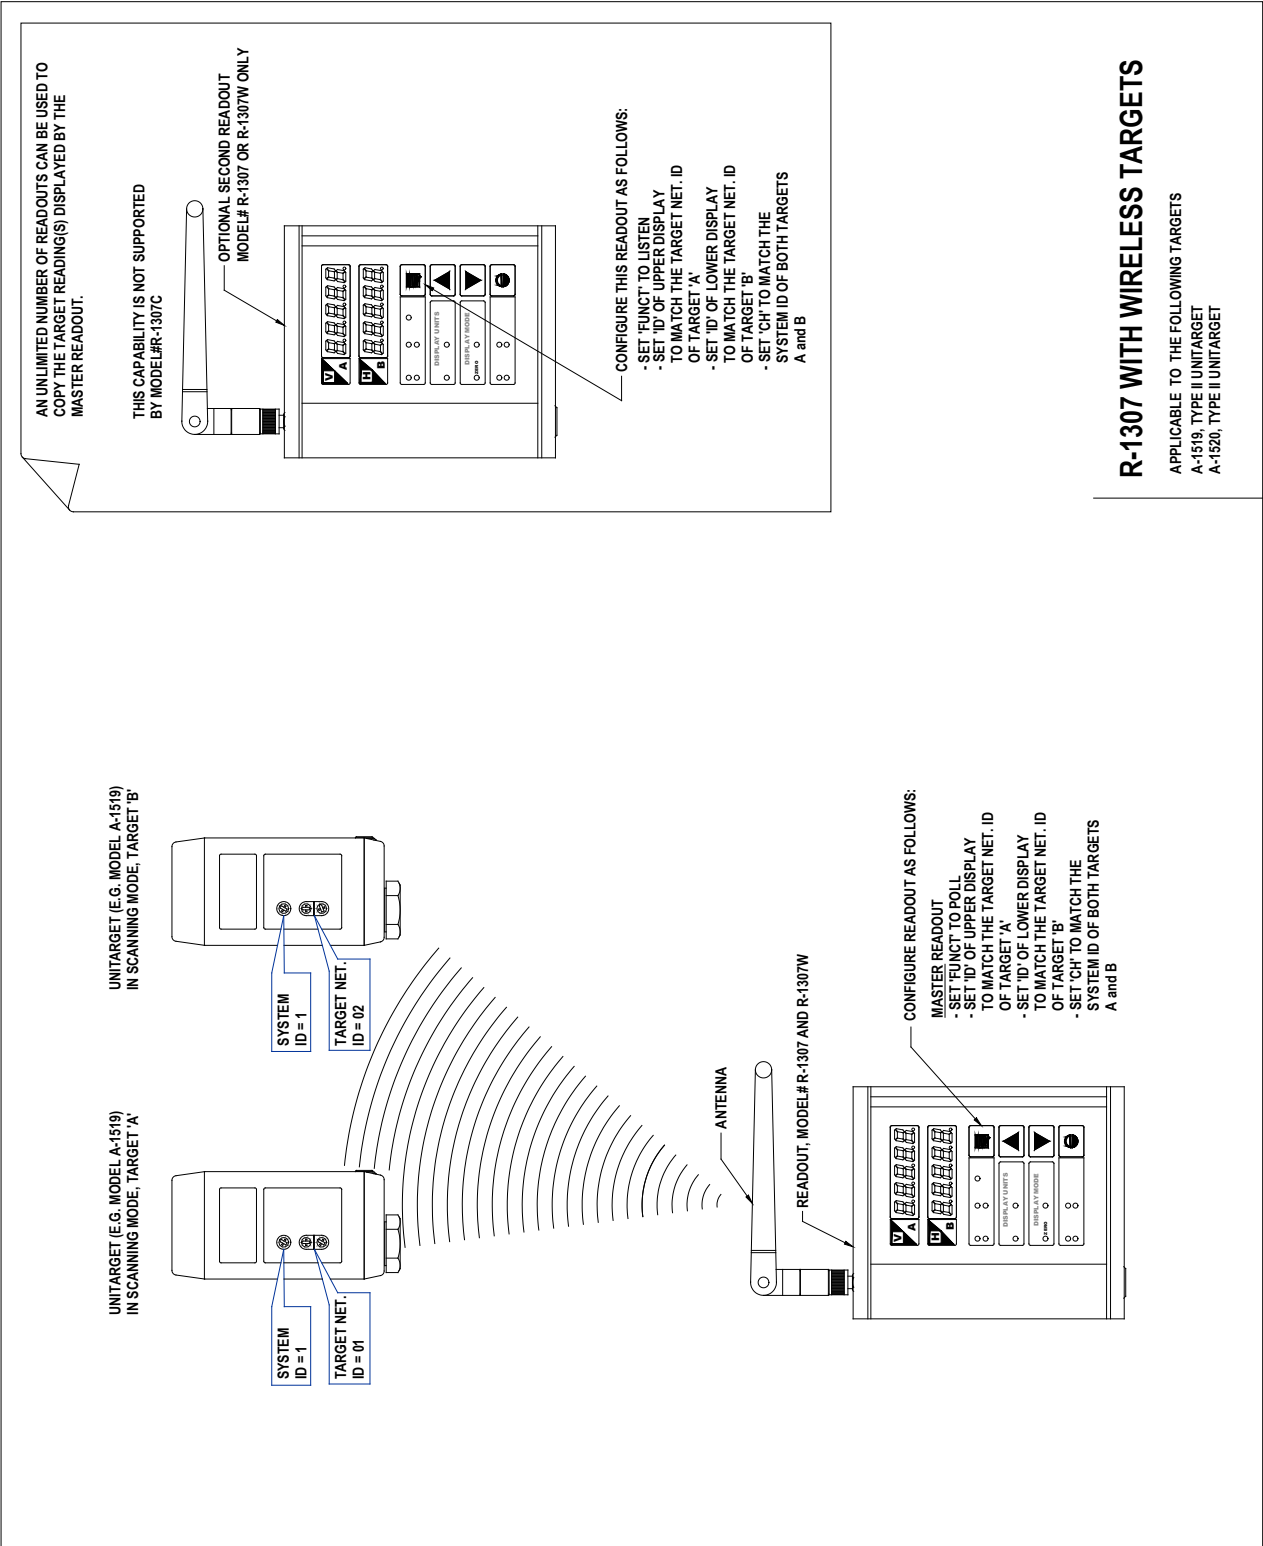 UNITARGET (E.G. MODEL A-1519)
IN SCANNING MODE, TARGET 'A'
SYSTEM
ID = 1
TARGET NET.
ID = 01
UNITARGET (E.G. MODEL A-1519)
IN SCANNING MODE, TARGET 'B'
SYSTEM
ID = 1
TARGET NET.
ID = 02
ANTENNA
READOUT, MODEL# R-1307 AND R-1307W
V
A
H
B
DISPLAY UNITS
DISPLAY MODE
ZERO
CONFIGURE READOUT AS FOLLOWS:
MASTER READOUT
- SET 'FUNCT' TO POLL
- SET 'ID' OF UPPER DISPLAY
TO MATCH THE TARGET NET. ID
OF TARGET 'A'
- SET 'ID' OF LOWER DISPLAY
TO MATCH THE TARGET NET. ID
OF TARGET 'B'
- SET 'CH' TO MATCH THE
SYSTEM ID OF BOTH TARGETS
A and B
AN UNLIMITED NUMBER OF READOUTS CAN BE USED TO
COPY THE TARGET READING(S) DISPLAYED BY THE
MASTER READOUT.
THIS CAPABILITY IS NOT SUPPORTED
BY MODEL#R-1307C
OPTIONAL SECOND READOUT
MODEL# R-1307 OR R-1307W ONLY
V
A
H
B
DISPLAY UNITS
DISPLAY MODE
ZERO
CONFIGURE THIS READOUT AS FOLLOWS:
- SET 'FUNCT' TO LISTEN
- SET 'ID' OF UPPER DISPLAY
TO MATCH THE TARGET NET. ID
OF TARGET 'A'
- SET 'ID' OF LOWER DISPLAY
TO MATCH THE TARGET NET. ID
OF TARGET 'B'
- SET 'CH' TO MATCH THE
SYSTEM ID OF BOTH TARGETS
A and B
R-1307 WITH WIRELESS TARGETS
APPLICABLE TO THE FOLLOWING TARGETS
A-1519, TYPE II UNITARGET
A-1520, TYPE II UNITARGET